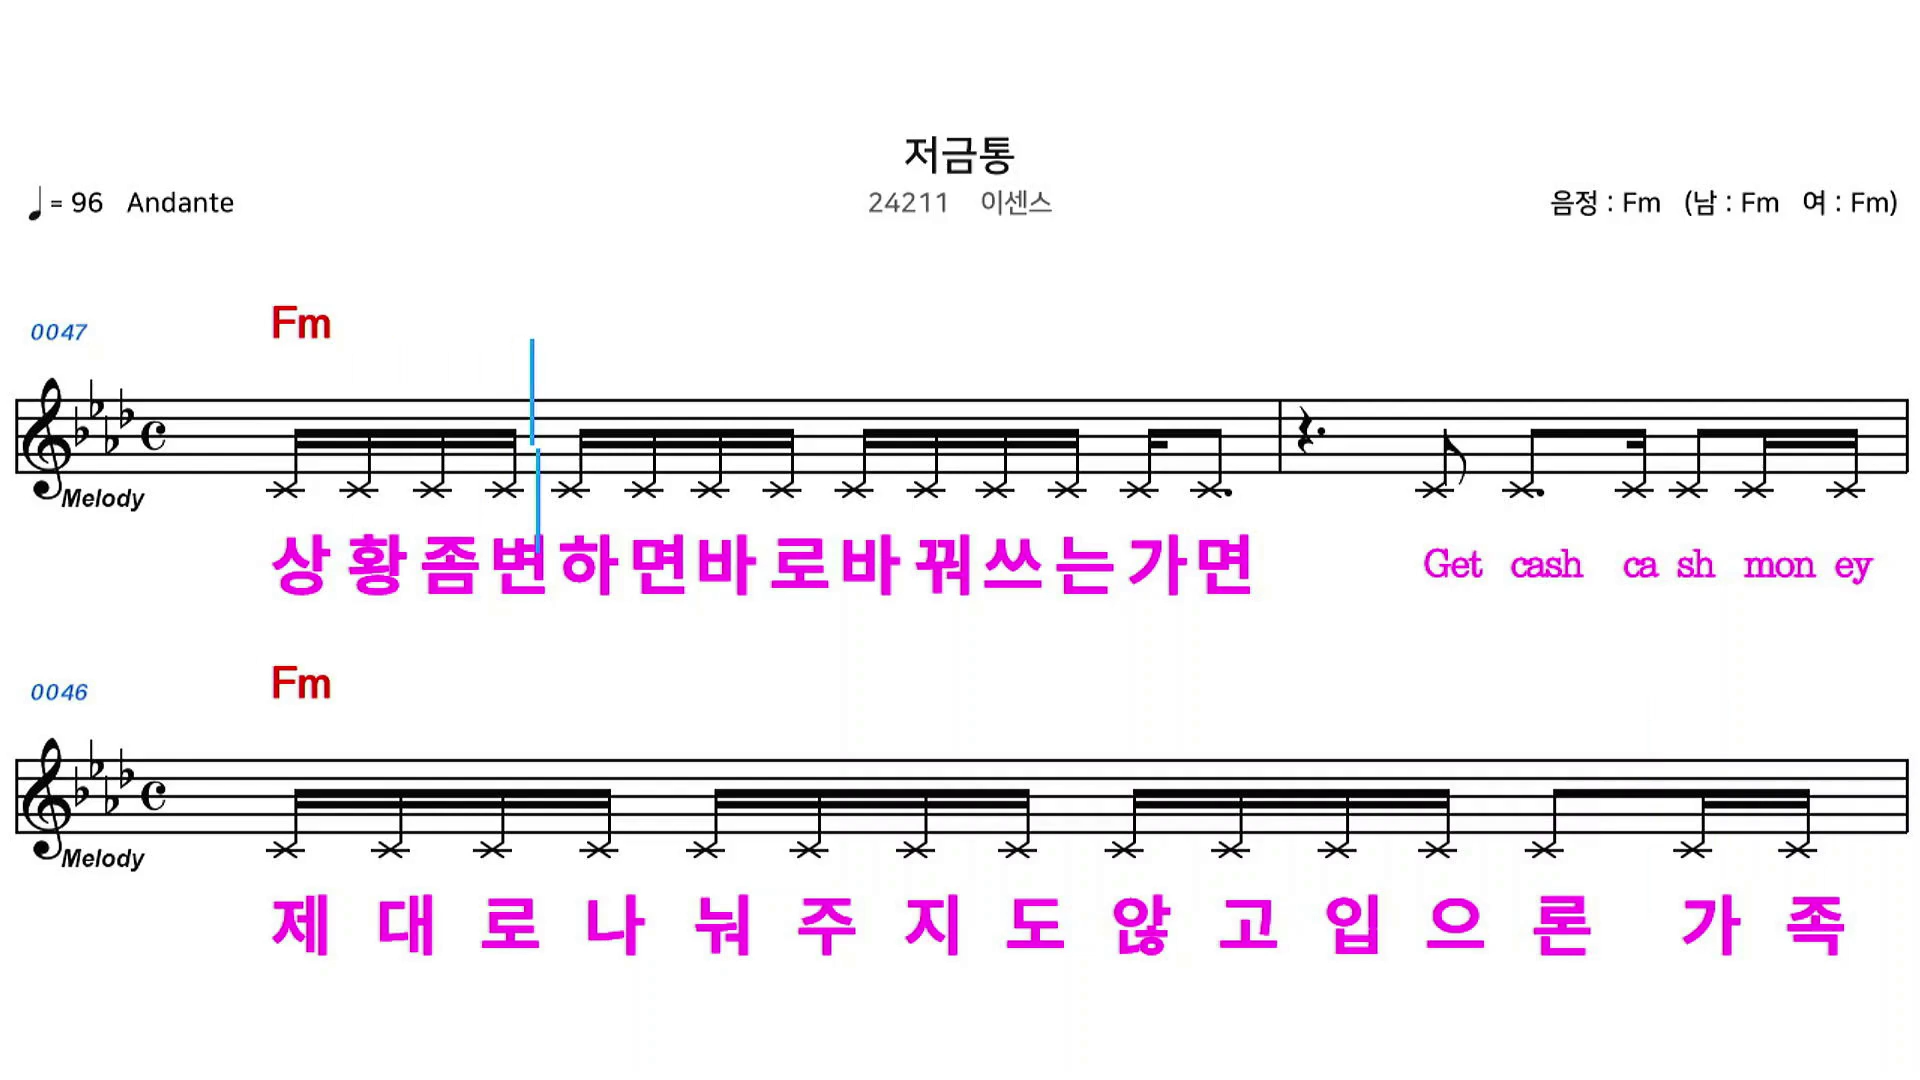 저금통
♩= 96 Andante 24211 이센스 음정 : Fm (남 : Fm 여 : Fm)
0047 Fm
Melody
상황좀변하면바로바꿔쓰는가면 Get cash ca sh mon ey
0046 Fm
Melody
제 대 로 나 눠 주 지 도 않 고 입 으 론 가 족